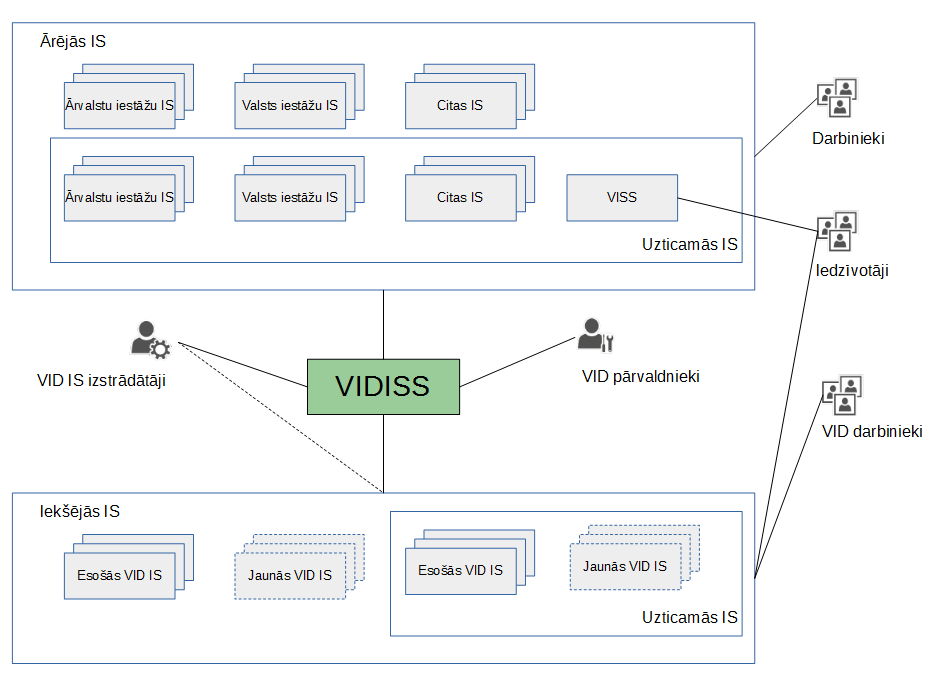 Ārējās IS
Ārvalstu iestāžu IS
Valsts iestāžu IS
Citas IS
Darbinieki
Ārvalstu iestāžu IS
Valsts iestāžu IS
Citas IS
VISS
Uzticamās IS
Iedzīvotāji
VID IS izstrādātāji
VIDISS
VID pārvaldnieki
VID darbinieki
Iekšējās IS
Esošās VID IS
Jaunās VID IS
Esošās VID IS
Jaunās VID IS
Uzticamās IS